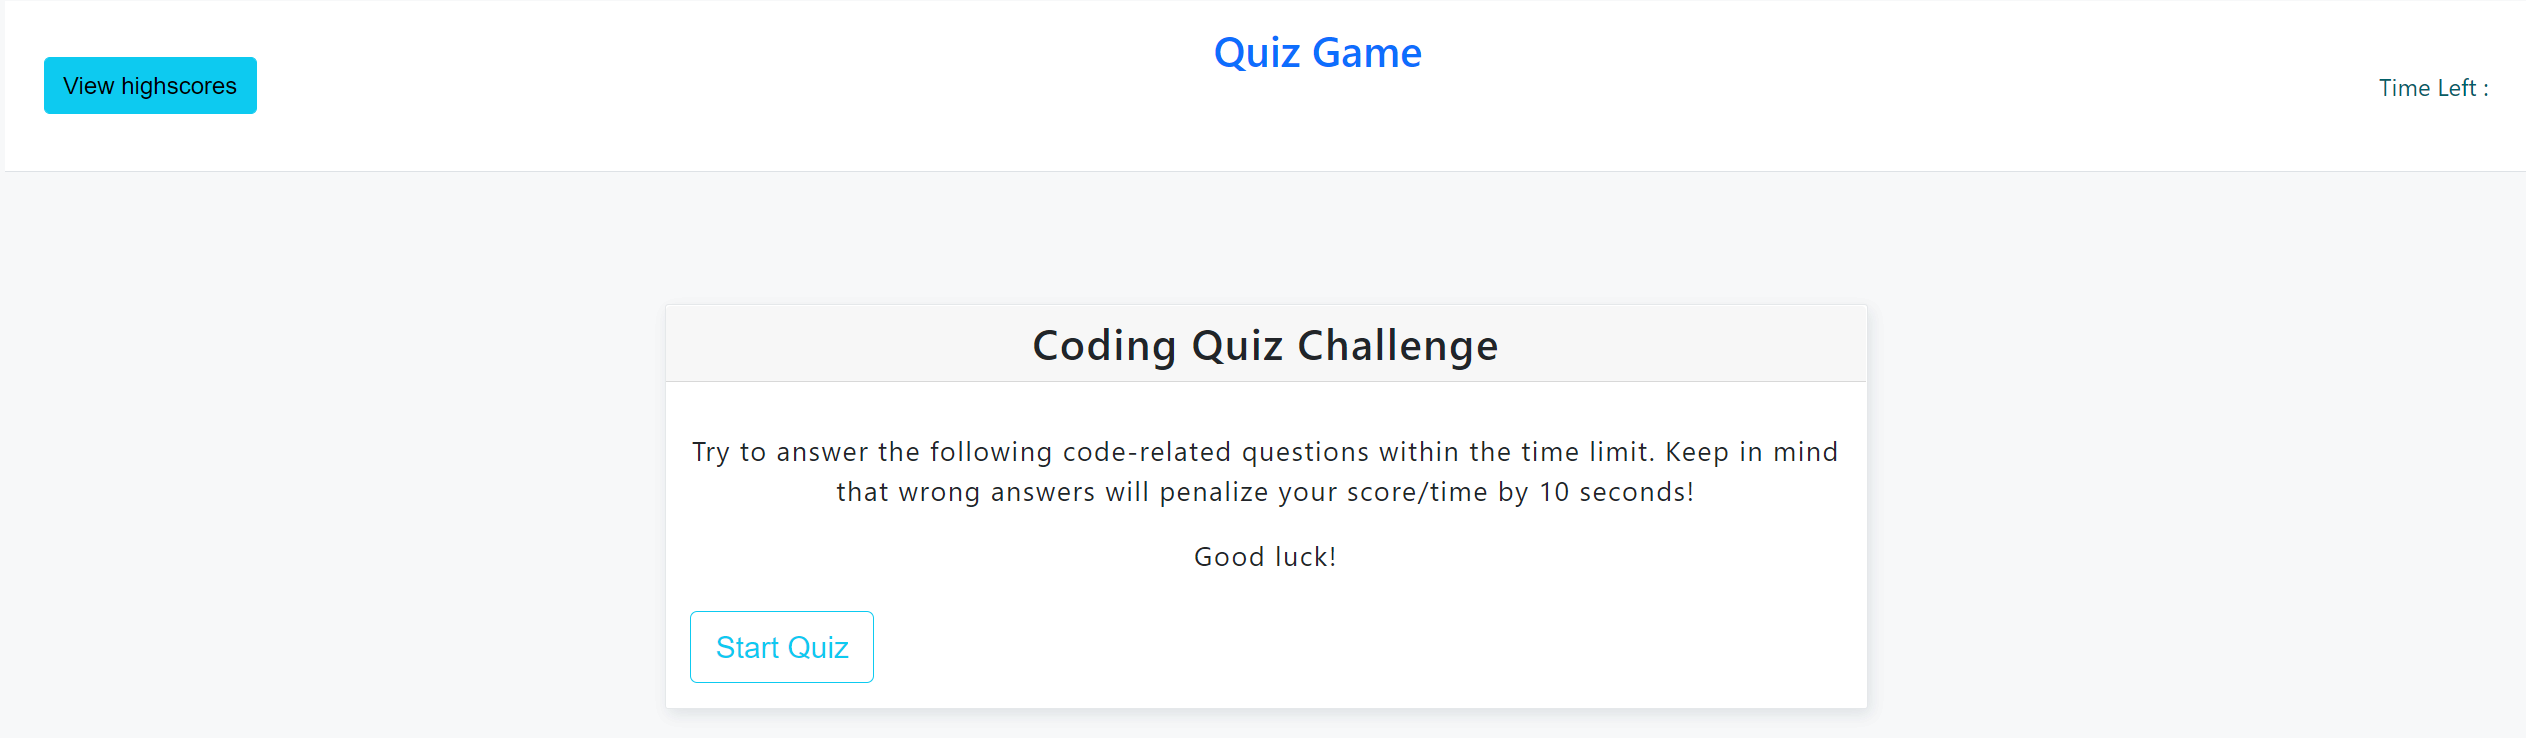 Quiz Game
View highscores
Time Left :
Coding Quiz Challenge
Try to answer the following code-related questions within the time limit. Keep in mind
that wrong answers will penalize your score/time by 10 seconds!
Good luck!
Start Quiz